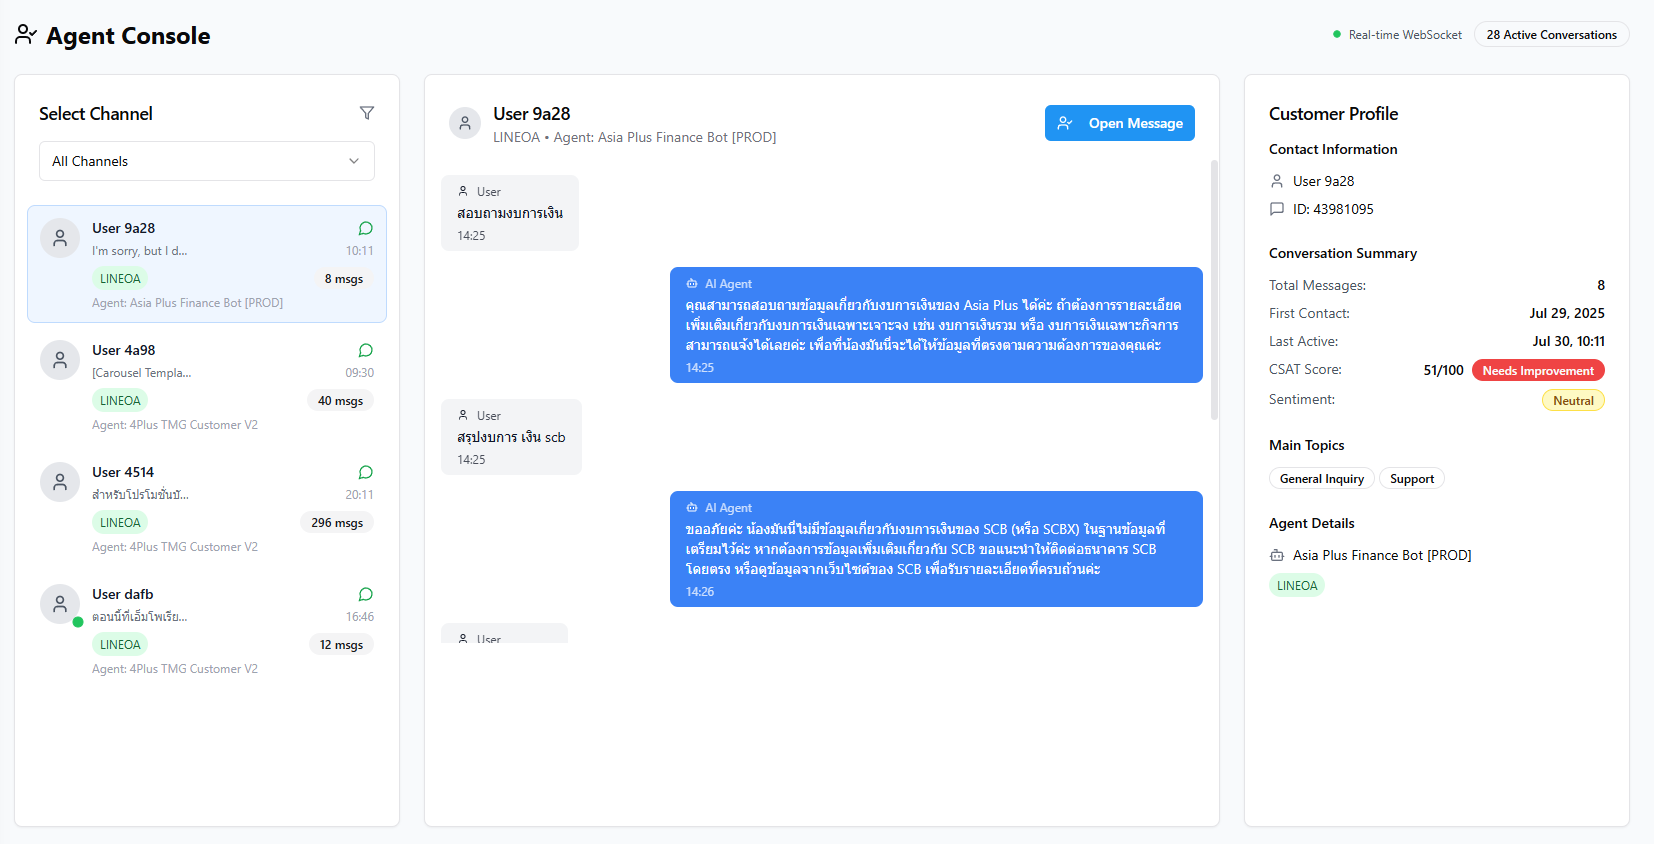 Agent Console
Real-time WebSocket
28 Active Conversations
Select Channel
All Channels
User 9a28
I'm sorry, but I d...
10:11
LINEOA
8 msgs
Agent: Asia Plus Finance Bot [PROD]
User 4a98
[Carousel Templa...
09:30
LINEOA
40 msgs
Agent: 4Plus TMG Customer V2
User 4514
สำหรับโปรโมชั่นบั...
20:11
LINEOA
296 msgs
Agent: 4Plus TMG Customer V2
User dafb
ตอนนี้ที่เอ็มโพเรีย...
16:46
LINEOA
12 msgs
Agent: 4Plus TMG Customer V2
User 9a28
LINEOA • Agent: Asia Plus Finance Bot [PROD]
Open Message
User
สอบถามงบการเงิน
14:25
AI Agent
คุณสามารถสอบถามข้อมูลเกี่ยวกับงบการเงินของ Asia Plus ได้ค่ะ ถ้าต้องการรายละเอียด
เพิ่มเติมเกี่ยวกับงบการเงินเฉพาะเจาะจง เช่น งบการเงินรวม หรือ งบการเงินเฉพาะกิจการ
สามารถแจ้งได้เลยค่ะ เพื่อที่น้องมันนี่จะได้ให้ข้อมูลที่ตรงตามความต้องการของคุณค่ะ
14:25
User
สรุปงบการ เงิน scb
14:25
AI Agent
ขออภัยค่ะ น้องมันนี่ไม่มีข้อมูลเกี่ยวกับงบการเงินของ SCB (หรือ SCBX) ในฐานข้อมูลที่
เตรียมไว้ค่ะ หากต้องการข้อมูลเพิ่มเติมเกี่ยวกับ SCB ขอแนะนำให้ติดต่อธนาคาร SCB
โดยตรง หรือดูข้อมูลจากเว็บไซต์ของ SCB เพื่อรับรายละเอียดที่ครบถ้วนค่ะ
14:26
User
Customer Profile
Contact Information
User 9a28
ID: 43981095
Conversation Summary
Total Messages: 8
First Contact: Jul 29, 2025
Last Active: Jul 30, 10:11
CSAT Score: 51/100 Needs Improvement
Sentiment: Neutral
Main Topics
General Inquiry Support
Agent Details
Asia Plus Finance Bot [PROD]
LINEOA